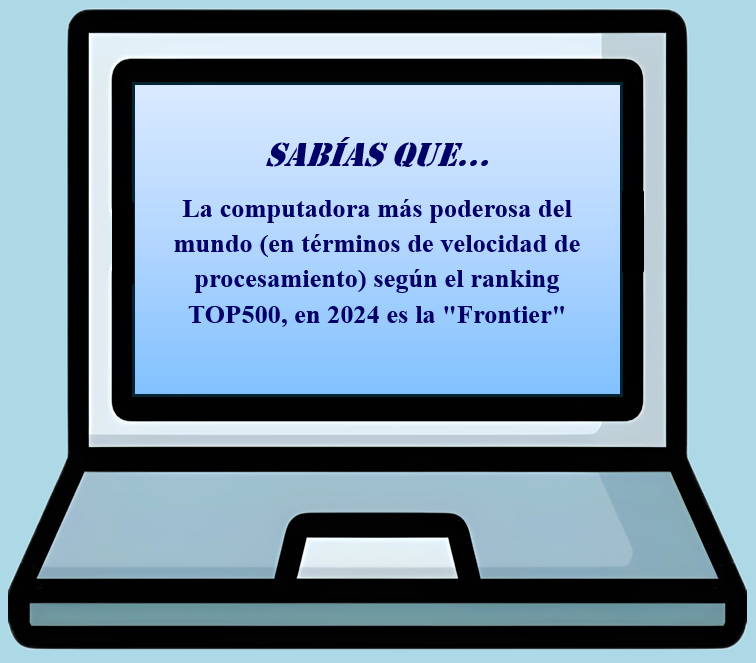 SABÍAS QUE...
La computadora más poderosa del
mundo (en términos de velocidad de
procesamiento) según el ranking
TOP500, en 2024 es la "Frontier"